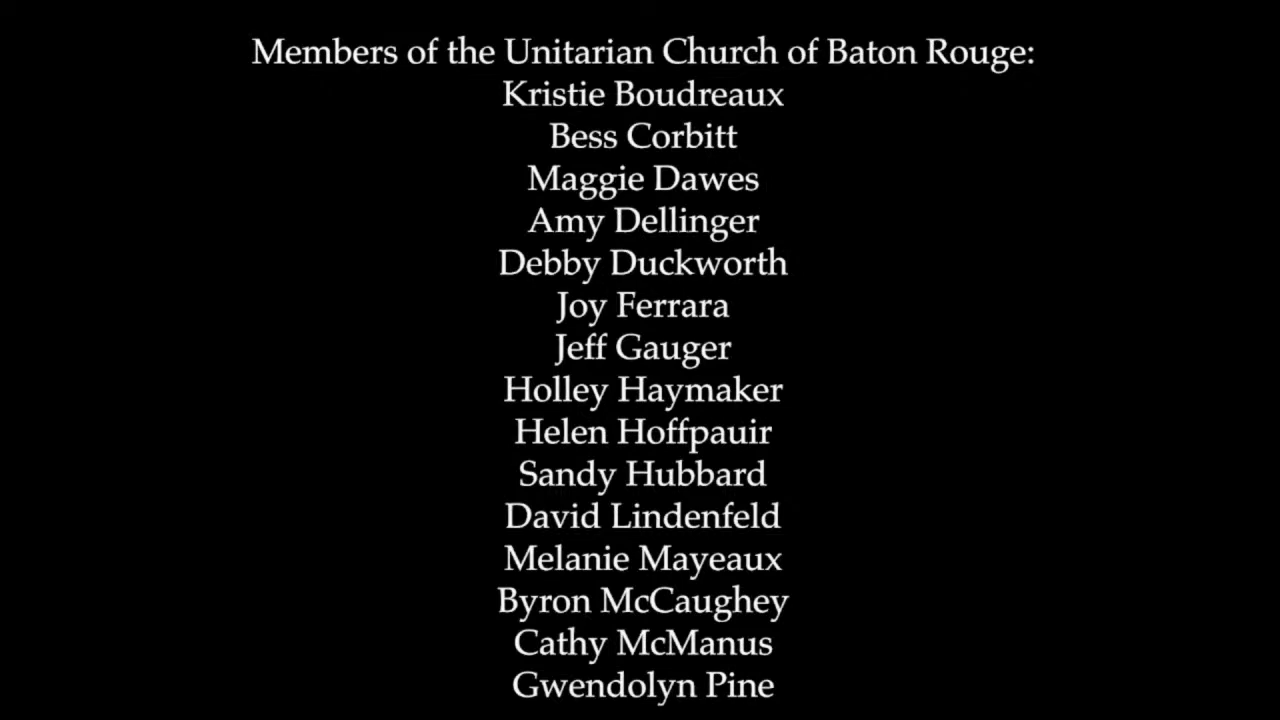 Members of the Unitarian Church of Baton Rouge:
Kristie Boudreaux
Bess Corbitt
Maggie Dawes
Amy Dellinger
Debby Duckworth
Joy Ferrara
Jeff Gauger
Holley Haymaker
Helen Hoffpauir
Sandy Hubbard
David Lindenfeld
Melanie Mayeaux
Byron McCaughey
Cathy McManus
Gwendolyn Pine